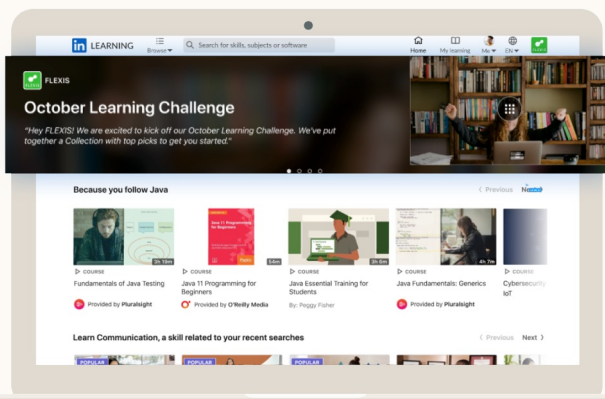 in LEARNING
Browser
Search for skills, subjects or software
Home
My learning
Me
EN
FLEXIS
FLEXIS
October Learning Challenge
"Hey FLEXIS! We are excited to kick off our October Learning Challenge. We've put
together a Collection with top picks to get you started."
Because you follow Java
Previous
3h 19m
54m
3h 6m
4h 7m
COURSE
COURSE
COURSE
COURSE
COURSE
Fundamentals of Java Testing
Java 11 Programming for
Beginners
Java Essential Training for
Students
Java Fundamentals: Generics
Cybersecurity
IoT
Provided by Pluralsight
Provided by O'Reilly Media
By: Peggy Fisher
Provided by Pluralsight
Learn Communication, a skill related to your recent searches
Previous
Next
POPULAR
POPULAR
POPULAR